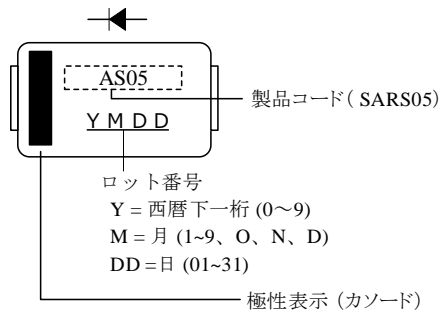 AS05
製品コード( SARS05)
YMDD
ロット番号
Y = 西暦下一桁 (0～9)
M = 月 (1~9、O、N、D)
DD =日 (01~31)
極性表示 (カソード)